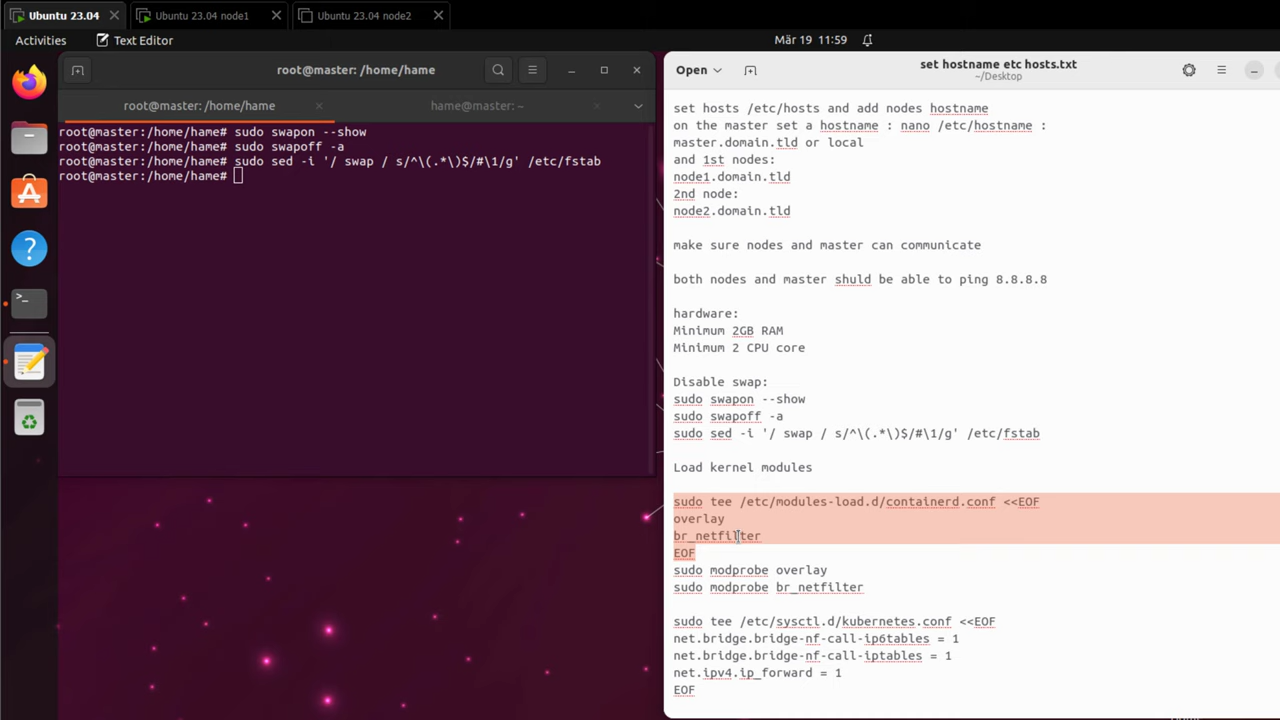 Ubuntu 23.04
Ubuntu 23.04 node1
Ubuntu 23.04 node2
Activities
Text Editor
Mär 19 11:59
root@master: /home/hame
root@master: /home/hame
hame@master: ~
root@master:/home/hame# sudo swapon --show
root@master:/home/hame# sudo swapoff -a
root@master:/home/hame# sudo sed -i '/ swap / s/^\(.*\)$/#\1/g' /etc/fstab
root@master:/home/hame#
Open
set hostname etc hosts.txt
~/Desktop
set hosts /etc/hosts and add nodes hostname
on the master set a hostname : nano /etc/hostname :
master.domain.tld or local
and 1st nodes:
node1.domain.tld
2nd node:
node2.domain.tld
make sure nodes and master can communicate
both nodes and master shuld be able to ping 8.8.8.8
hardware:
Minimum 2GB RAM
Minimum 2 CPU core
Disable swap:
sudo swapon --show
sudo swapoff -a
sudo sed -i '/ swap / s/^\(.*\)$/#\1/g' /etc/fstab
Load kernel modules
sudo tee /etc/modules-load.d/containerd.conf <<EOF
overlay
br_netfilter
EOF
sudo modprobe overlay
sudo modprobe br_netfilter
sudo tee /etc/sysctl.d/kubernetes.conf <<EOF
net.bridge.bridge-nf-call-ip6tables = 1
net.bridge.bridge-nf-call-iptables = 1
net.ipv4.ip_forward = 1
EOF